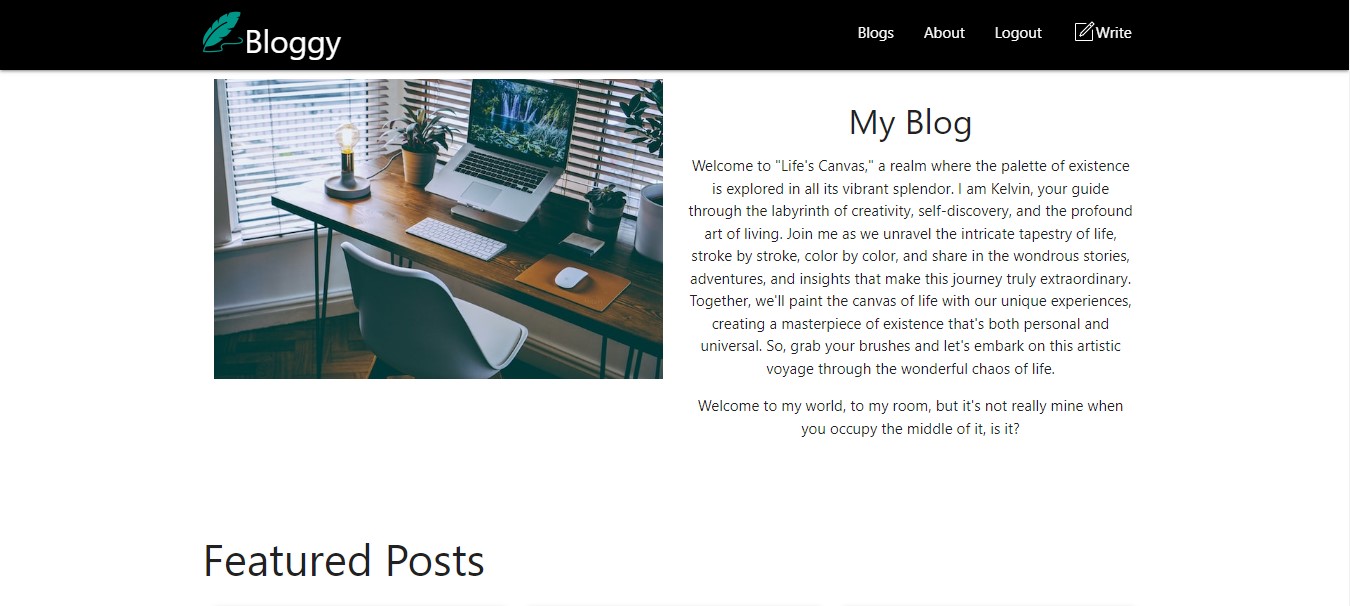 Bloggy
Blogs
About
Logout
Write
My Blog
Welcome to "Life's Canvas," a realm where the palette of existence
is explored in all its vibrant splendor. I am Kelvin, your guide
through the labyrinth of creativity, self-discovery, and the profound
art of living. Join me as we unravel the intricate tapestry of life,
stroke by stroke, color by color, and share in the wondrous stories,
adventures, and insights that make this journey truly extraordinary.
Together, we'll paint the canvas of life with our unique experiences,
creating a masterpiece of existence that's both personal and
universal. So, grab your brushes and let's embark on this artistic
voyage through the wonderful chaos of life.
Welcome to my world, to my room, but it's not really mine when
you occupy the middle of it, is it?
Featured Posts